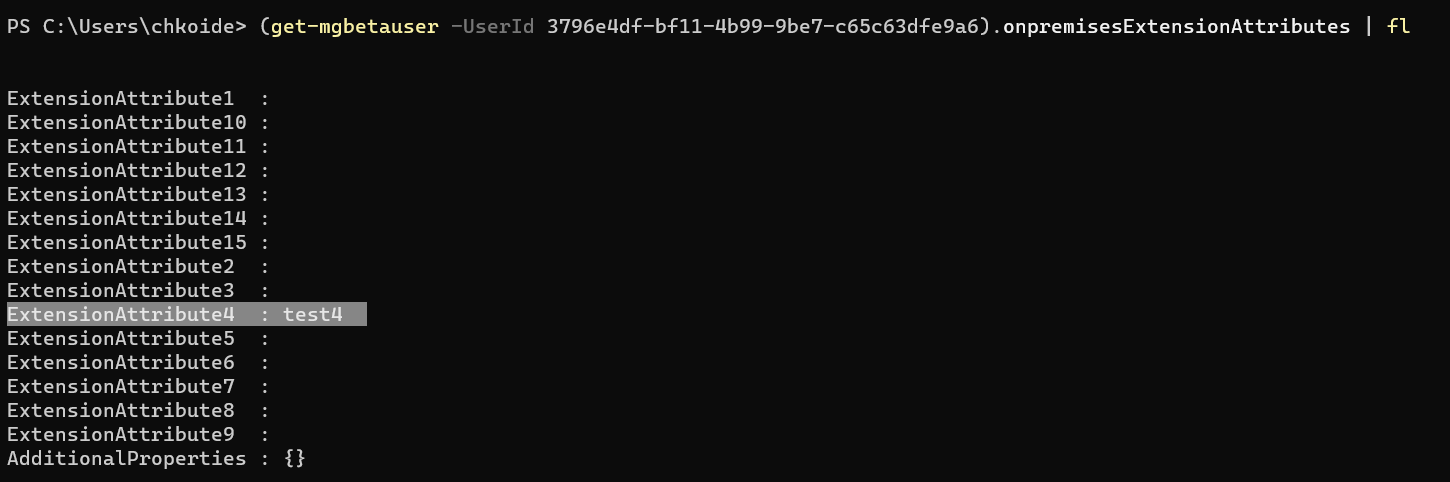 PS C:\Users\chkoide> (get-mgbetauser -UserId 3796e4df-bf11-4b99-9be7-c65c63dfe9a6).onpremisesExtensionAttributes | fl
ExtensionAttribute1  :
ExtensionAttribute10 :
ExtensionAttribute11 :
ExtensionAttribute12 :
ExtensionAttribute13 :
ExtensionAttribute14 :
ExtensionAttribute15 :
ExtensionAttribute2  :
ExtensionAttribute3  :
ExtensionAttribute4  : test4
ExtensionAttribute5  :
ExtensionAttribute6  :
ExtensionAttribute7  :
ExtensionAttribute8  :
ExtensionAttribute9  :
AdditionalProperties : {}